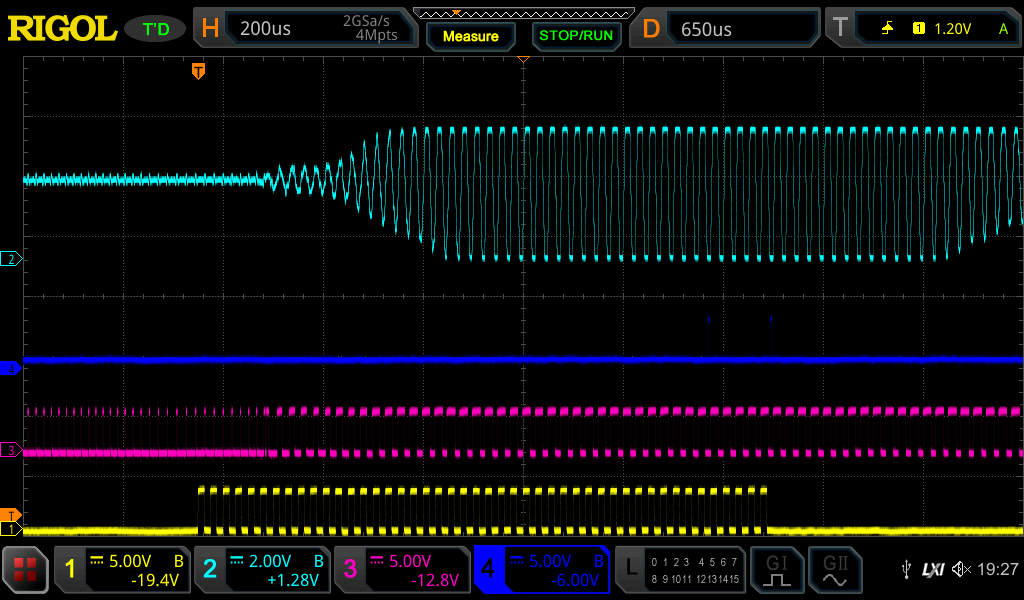 RIGOL T'D H 200us 2GSa/s 4Mpts Measure STOP/RUN D 650us T 1 1.20V A
T
2
4
3
T
1
1 5.00V B -19.4V
2 2.00V B +1.28V
3 5.00V -12.8V
4 5.00V B -6.00V
L 0 1 2 3 4 5 6 7
8 9 10 11 12 13 14 15
GI GII
LXI 19:27